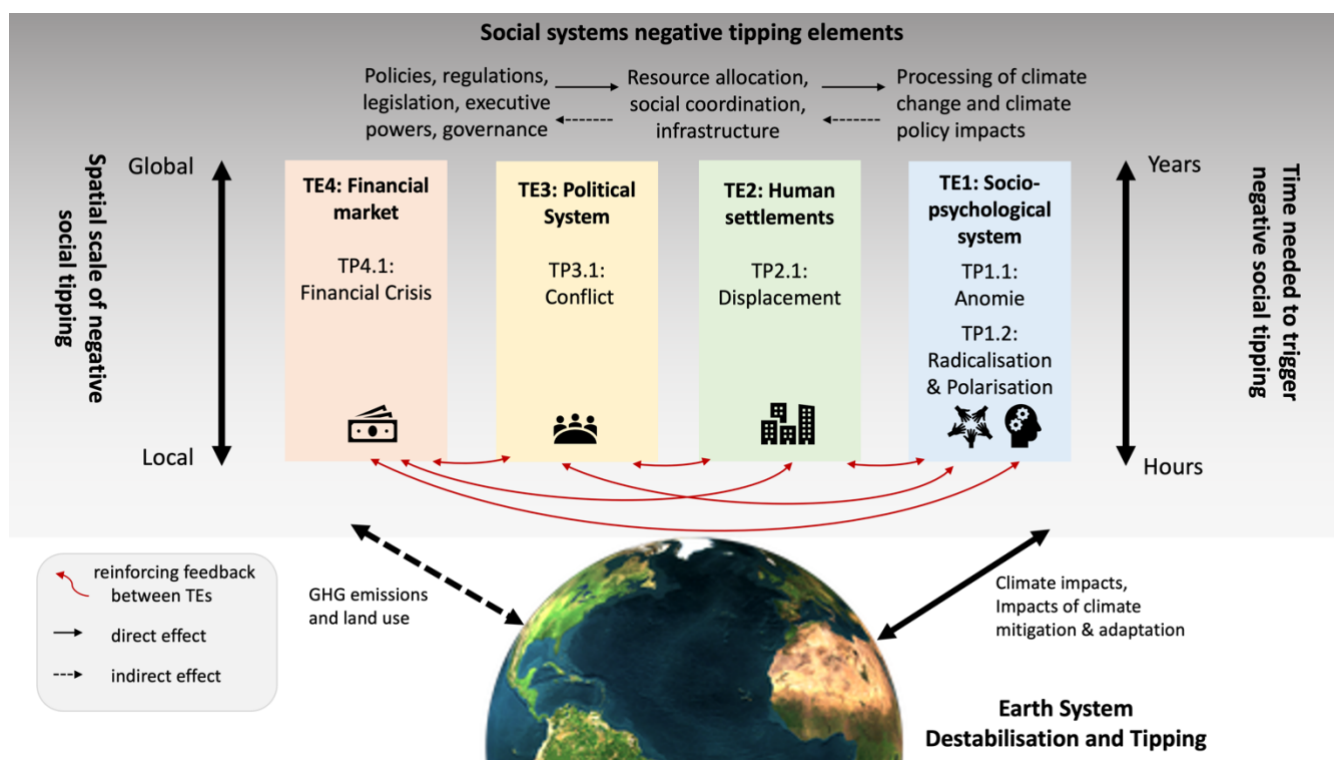 Social systems negative tipping elements
Policies, regulations,
legislation, executive
powers, governance
Resource allocation,
social coordination,
infrastructure
Processing of climate
change and climate
policy impacts
Spatial scale of negative
social tipping
Global
Local
TE4: Financial
market
TP4.1:
Financial Crisis
TE3: Political
System
TP3.1:
Conflict
TE2: Human
settlements
TP2.1:
Displacement
TE1: Socio-
psychological
system
TP1.1:
Anomie
TP1.2:
Radicalisation
& Polarisation
Years
Hours
Time needed to trigger
negative social tipping
reinforcing feedback
between TEs
direct effect
indirect effect
GHG emissions
and land use
Climate impacts,
Impacts of climate
mitigation & adaptation
Earth System
Destabilisation and Tipping